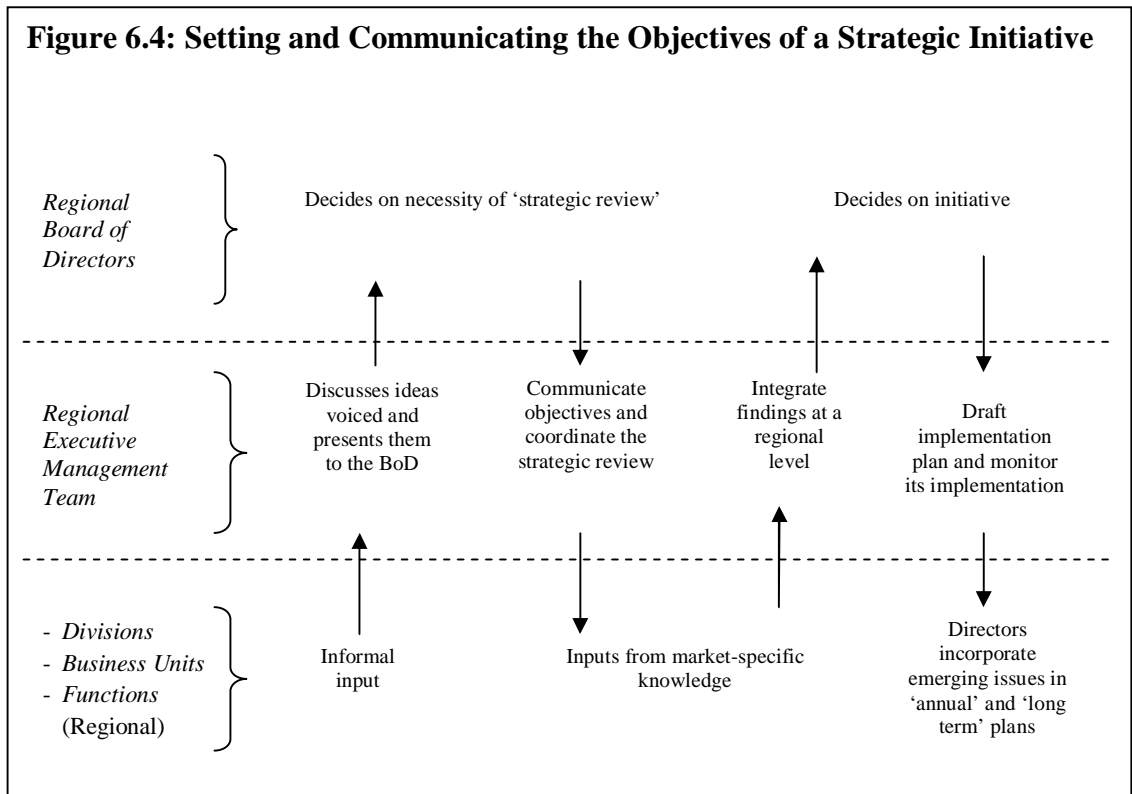 Figure 6.4: Setting and Communicating the Objectives of a Strategic Initiative
Regional
Board of
Directors
Decides on necessity of ‘strategic review’
Decides on initiative
Regional
Executive
Management
Team
Discusses ideas
voiced and
presents them
to the BoD
Communicate
objectives and
coordinate the
strategic review
Integrate
findings at a
regional
level
Draft
implementation
plan and monitor
its implementation
- Divisions
- Business Units
- Functions
(Regional)
Informal
input
Inputs from market-specific
knowledge
Directors
incorporate
emerging issues in
‘annual’ and ‘long
term’ plans